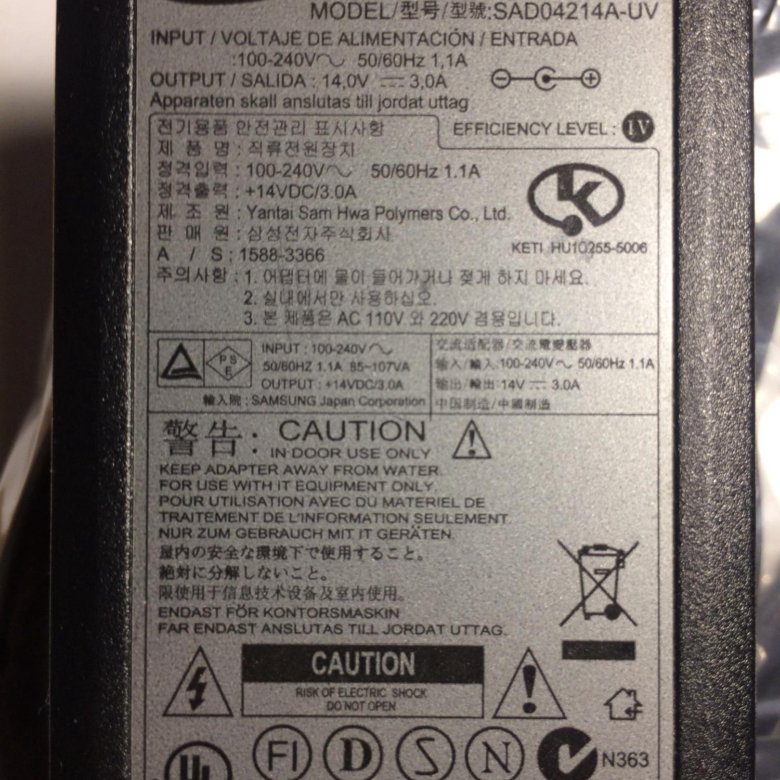 MODEL/型号/型號:SAD04214A-UV
INPUT / VOLTAJE DE ALIMENTACIÓN / ENTRADA
:100-240V∼ 50/60Hz 1,1A
OUTPUT / SALIDA : 14,0V ⎓ 3,0A
Apparaten skall anslutas till jordat uttag
전기용품 안전관리 표시사항
EFFICIENCY LEVEL : IV
제 품 명 : 직류전원장치
정격입력 : 100-240V∼ 50/60Hz 1.1A
정격출력 : +14VDC/3.0A
제 조 원 : Yantai Sam Hwa Polymers Co., Ltd.
판 매 원 : 삼성전자주식회사
KETI HU10255-5006
A / S : 1588-3366
주의사항 : 1. 어댑터에 물이 들어가거나 젖게 하지 마세요.
2. 실내에서만 사용하십오.
3. 본 제품은 AC 110V 와 220V 겸용입니다.
PS
E
INPUT : 100-240V∼
50/60HZ 1.1A 85~107VA
OUTPUT : +14VDC/3.0A
輸入院 : SAMSUNG Japan Corporation
交流适配器/交流電變壓器
输入/輸入:100-240V∼ 50/60Hz 1.1A
输出/輸出:14V ⎓ 3.0A
中国制造/中國制造
警告: CAUTION
IN DOOR USE ONLY
KEEP ADAPTER AWAY FROM WATER.
FOR USE WITH IT EQUIPMENT ONLY.
POUR UTILISATION AVEC DU MATERIEL DE
TRAITEMENT DE L'INFORMATION SEULEMENT.
NUR ZUM GEBRAUCH MIT IT GERÄTEN.
屋内の安全な環境下で使用すること。
絶対に分解しないこと。
限使用于信息技术设备及室内使用。
ENDAST FÖR KONTORSMASKIN
FAR ENDAST ANSLUTAS TILL JORDAT UTTAG.
CAUTION
RISK OF ELECTRIC SHOCK
DO NOT OPEN
UL
FI D S N N363